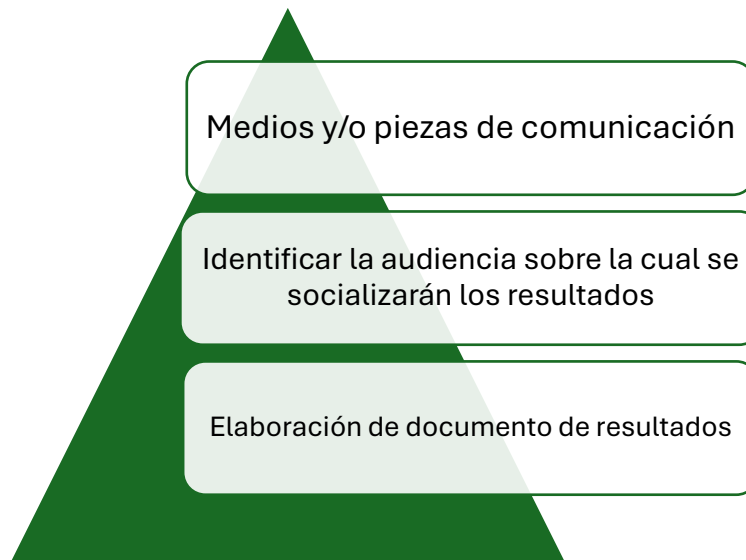 Medios y/o piezas de comunicación
Identificar la audiencia sobre la cual se
socializarán los resultados
Elaboración de documento de resultados